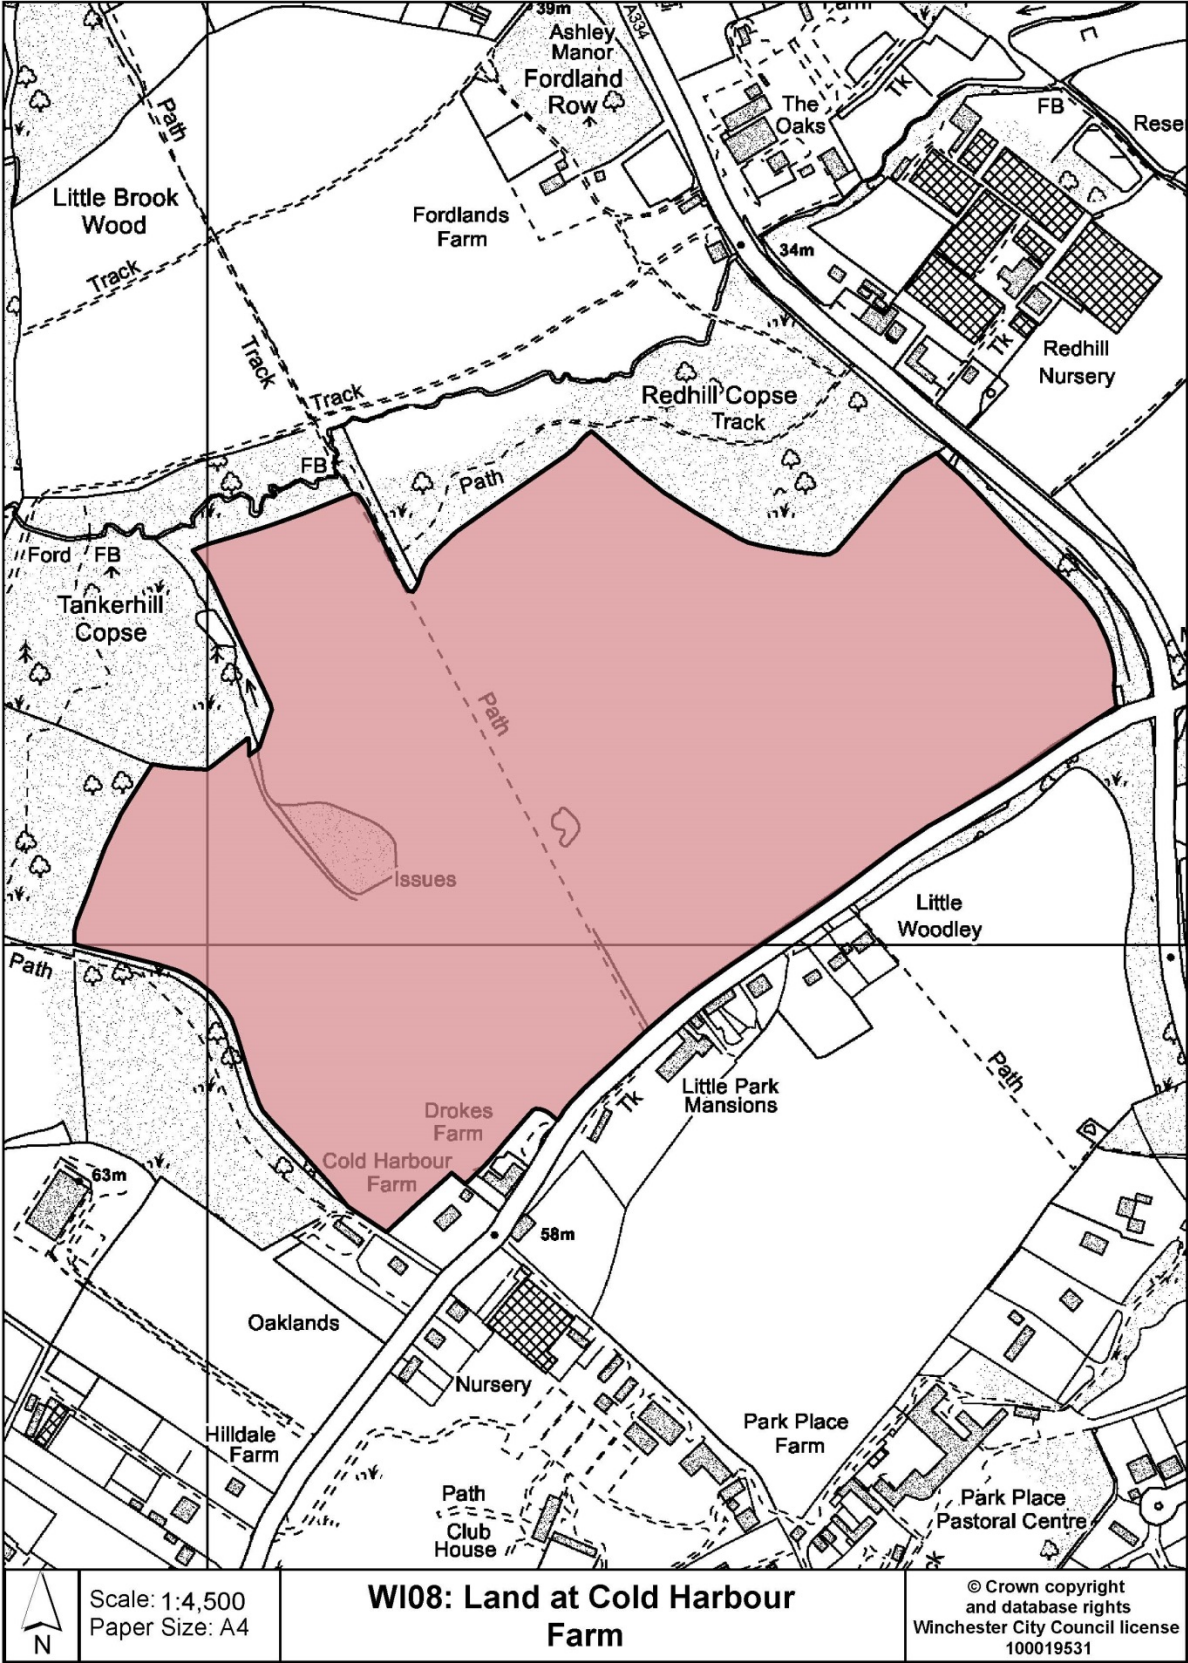 39m
A334
Farm
Ashley
Manor
Fordland
Row
The
Oaks
Tk
FB
Path
Little Brook
Wood
Fordlands
Farm
34m
Track
Track
Track
Tk
Redhill
Nursery
Redhill Copse
Track
FB
Path
Ford FB
Tankerhill
Copse
Path
Issues
Little
Woodley
Path
Path
Little Park
Mansions
Tk
Drokes
Farm
Cold Harbour
Farm
63m
58m
Oaklands
Nursery
Hilldale
Farm
Park Place
Farm
Path
Club
House
Park Place
Pastoral Centre
N
Scale: 1:4,500
Paper Size: A4
WI08: Land at Cold Harbour
Farm
© Crown copyright
and database rights
Winchester City Council license
100019531